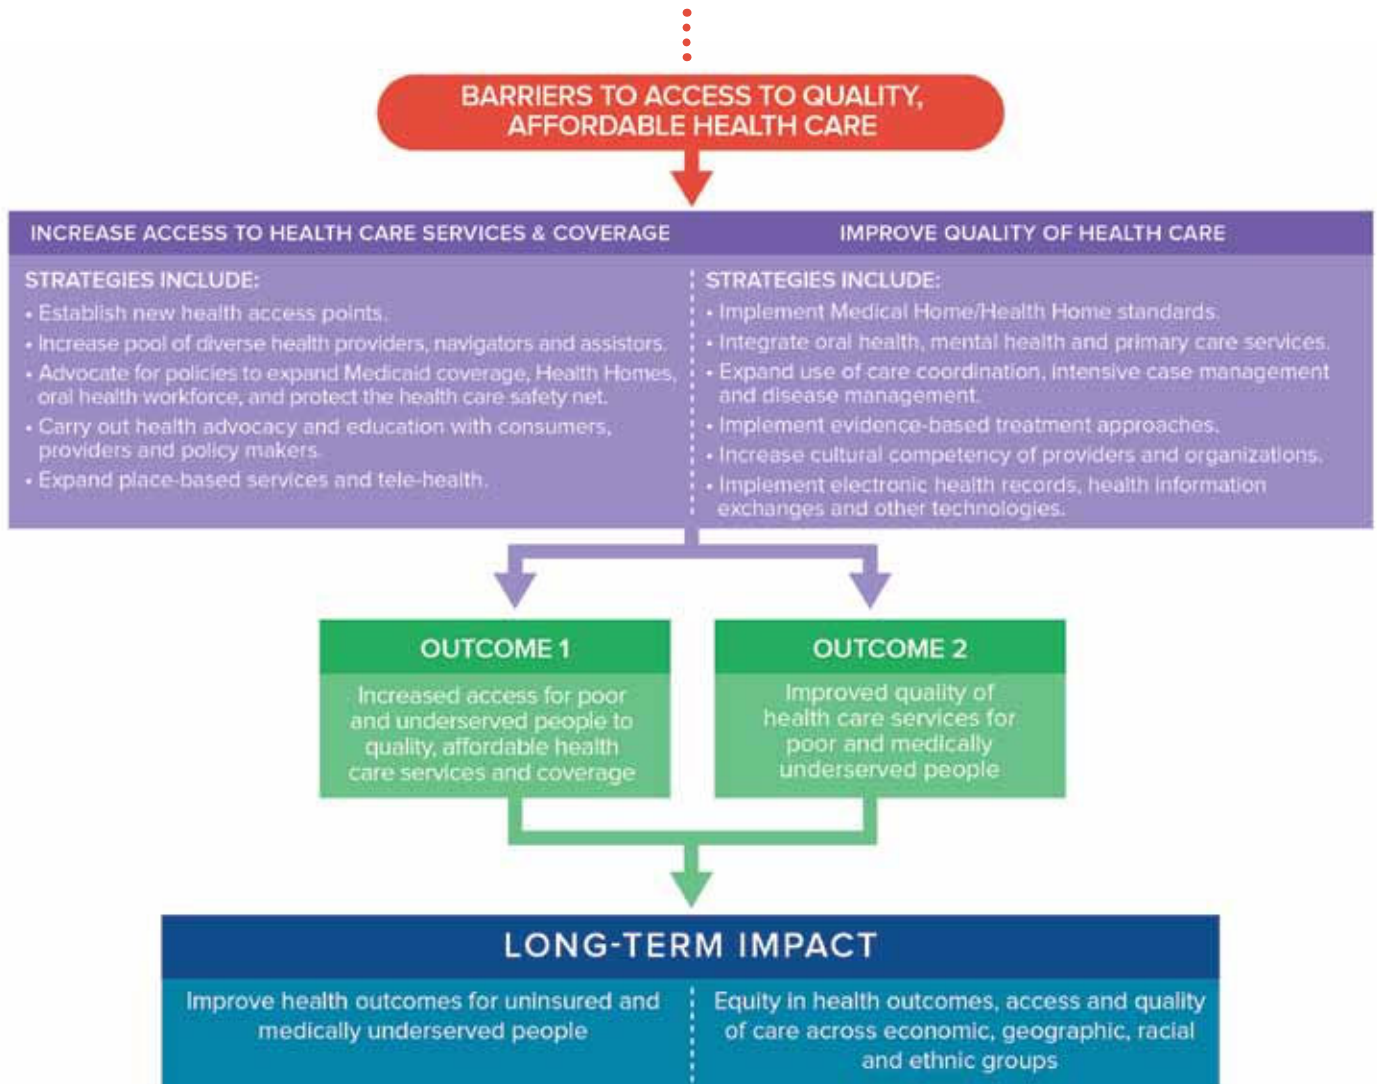 BARRIERS TO ACCESS TO QUALITY,
AFFORDABLE HEALTH CARE
INCREASE ACCESS TO HEALTH CARE SERVICES & COVERAGE
STRATEGIES INCLUDE:
• Establish new health access points.
• Increase pool of diverse health providers, navigators and assistors.
• Advocate for policies to expand Medicaid coverage, Health Homes,
oral health workforce, and protect the health care safety net.
• Carry out health advocacy and education with consumers,
providers and policy makers.
• Expand place-based services and tele-health.
IMPROVE QUALITY OF HEALTH CARE
STRATEGIES INCLUDE:
• Implement Medical Home/Health Home standards.
• Integrate oral health, mental health and primary care services.
• Expand use of care coordination, intensive case management
and disease management.
• Implement evidence-based treatment approaches.
• Increase cultural competency of providers and organizations.
• Implement electronic health records, health information
exchanges and other technologies.
OUTCOME 1
Increased access for poor
and underserved people to
quality, affordable health
care services and coverage
OUTCOME 2
Improved quality of
health care services for
poor and medically
underserved people
LONG-TERM IMPACT
Improve health outcomes for uninsured and
medically underserved people
Equity in health outcomes, access and quality
of care across economic, geographic, racial
and ethnic groups